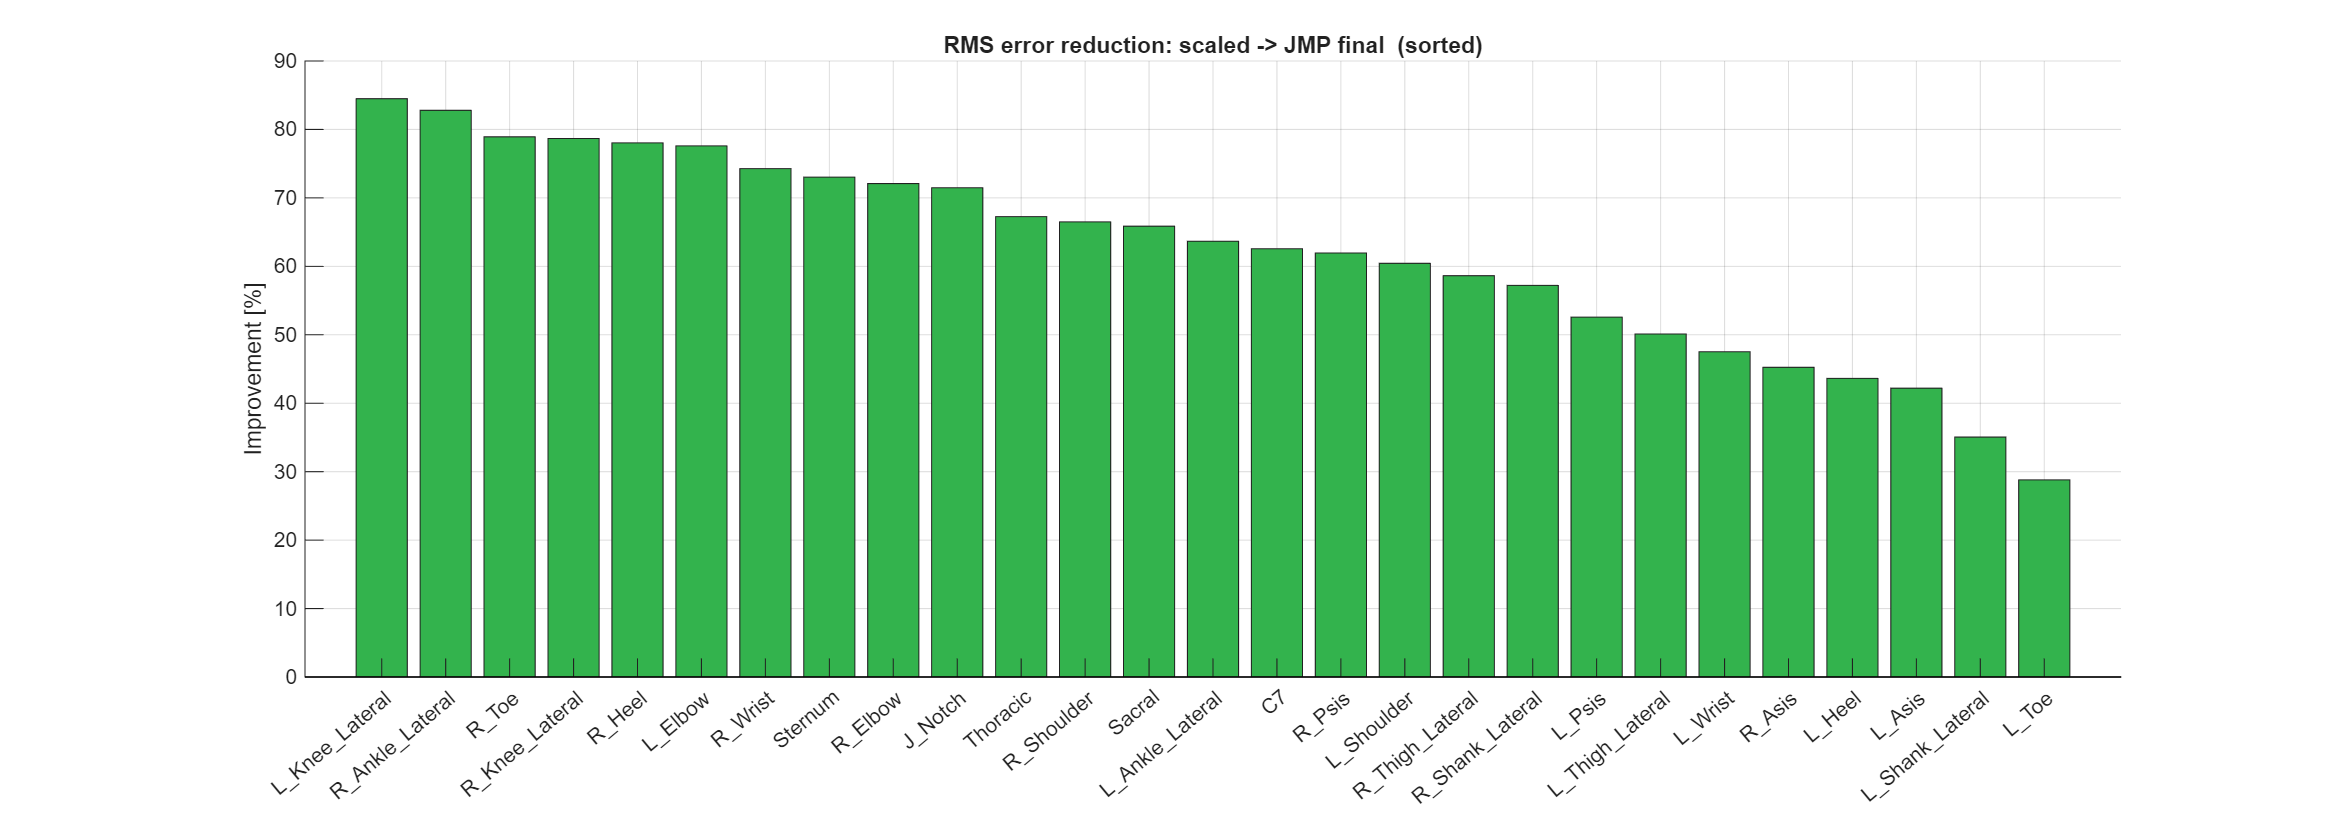 RMS error reduction: scaled -> JMP final  (sorted)
Improvement [%]
90
80
70
60
50
40
30
20
10
0
L_Knee_Lateral
R_Ankle_Lateral
R_Toe
R_Knee_Lateral
R_Heel
L_Elbow
R_Wrist
Sternum
R_Elbow
J_Notch
Thoracic
R_Shoulder
Sacral
L_Ankle_Lateral
C7
R_Psis
L_Shoulder
R_Thigh_Lateral
R_Shank_Lateral
L_Psis
L_Thigh_Lateral
L_Wrist
R_Asis
L_Heel
L_Asis
L_Shank_Lateral
L_Toe